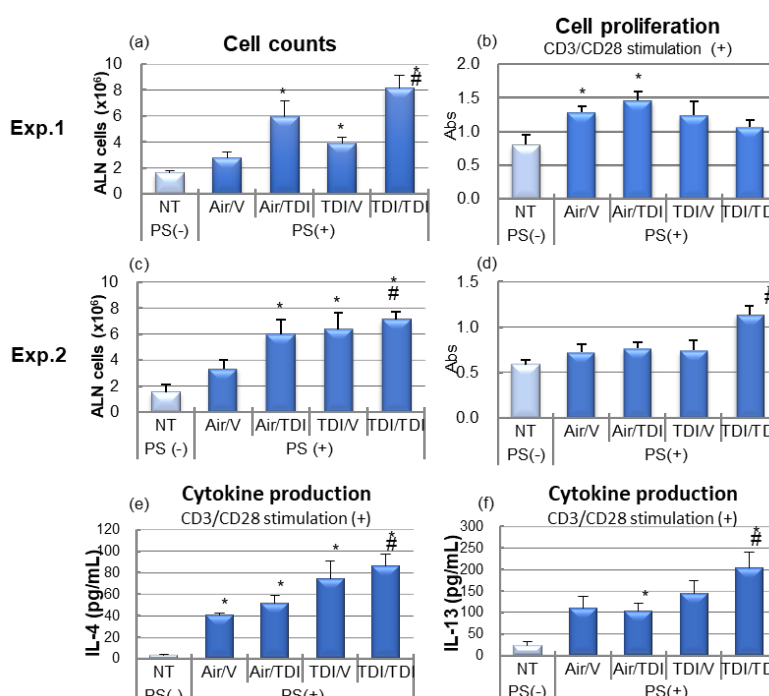 Cell proliferation
(a)
Cell counts
(b)
CD3/CD28 stimulation (+)
Exp.1
ALN cells (x10⁶)
10
8
6
4
2
0
*
*
*
#
NT
Air/V
Air/TDI
TDI/V
TDI/TDI
PS(-)
PS(+)
Abs
2.0
1.5
1.0
0.5
0.0
*
*
NT
Air/V
Air/TDI
TDI/V
TDI/TDI
PS(-)
PS(+)
Exp.2
(c)
ALN cells (x10⁶)
10
8
6
4
2
0
*
*
*
#
NT
Air/V
Air/TDI
TDI/V
TDI/TDI
PS (-)
PS (+)
(d)
Abs
1.5
1.0
0.5
0.0
#
NT
Air/V
Air/TDI
TDI/V
TDI/TDI
PS(-)
PS(+)
(e)
Cytokine production
CD3/CD28 stimulation (+)
IL-4 (pg/mL)
120
100
80
60
40
20
0
*
*
*
*
#
NT
Air/V
Air/TDI
TDI/V
TDI/TDI
PS(-)
PS(+)
(f)
Cytokine production
CD3/CD28 stimulation (+)
IL-13 (pg/mL)
300
250
200
150
100
50
0
*
*
#
NT
Air/V
Air/TDI
TDI/V
TDI/TDI
PS(-)
PS(+)